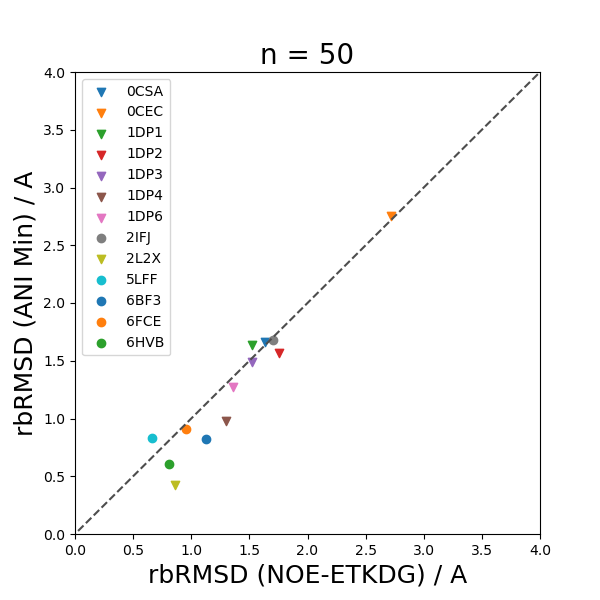 n = 50
rbRMSD (ANI Min) / A
4.0
3.5
3.0
2.5
2.0
1.5
1.0
0.5
0.0
0CSA
0CEC
1DP1
1DP2
1DP3
1DP4
1DP6
2IFJ
2L2X
5LFF
6BF3
6FCE
6HVB
0.0 0.5 1.0 1.5 2.0 2.5 3.0 3.5 4.0
rbRMSD (NOE-ETKDG) / A